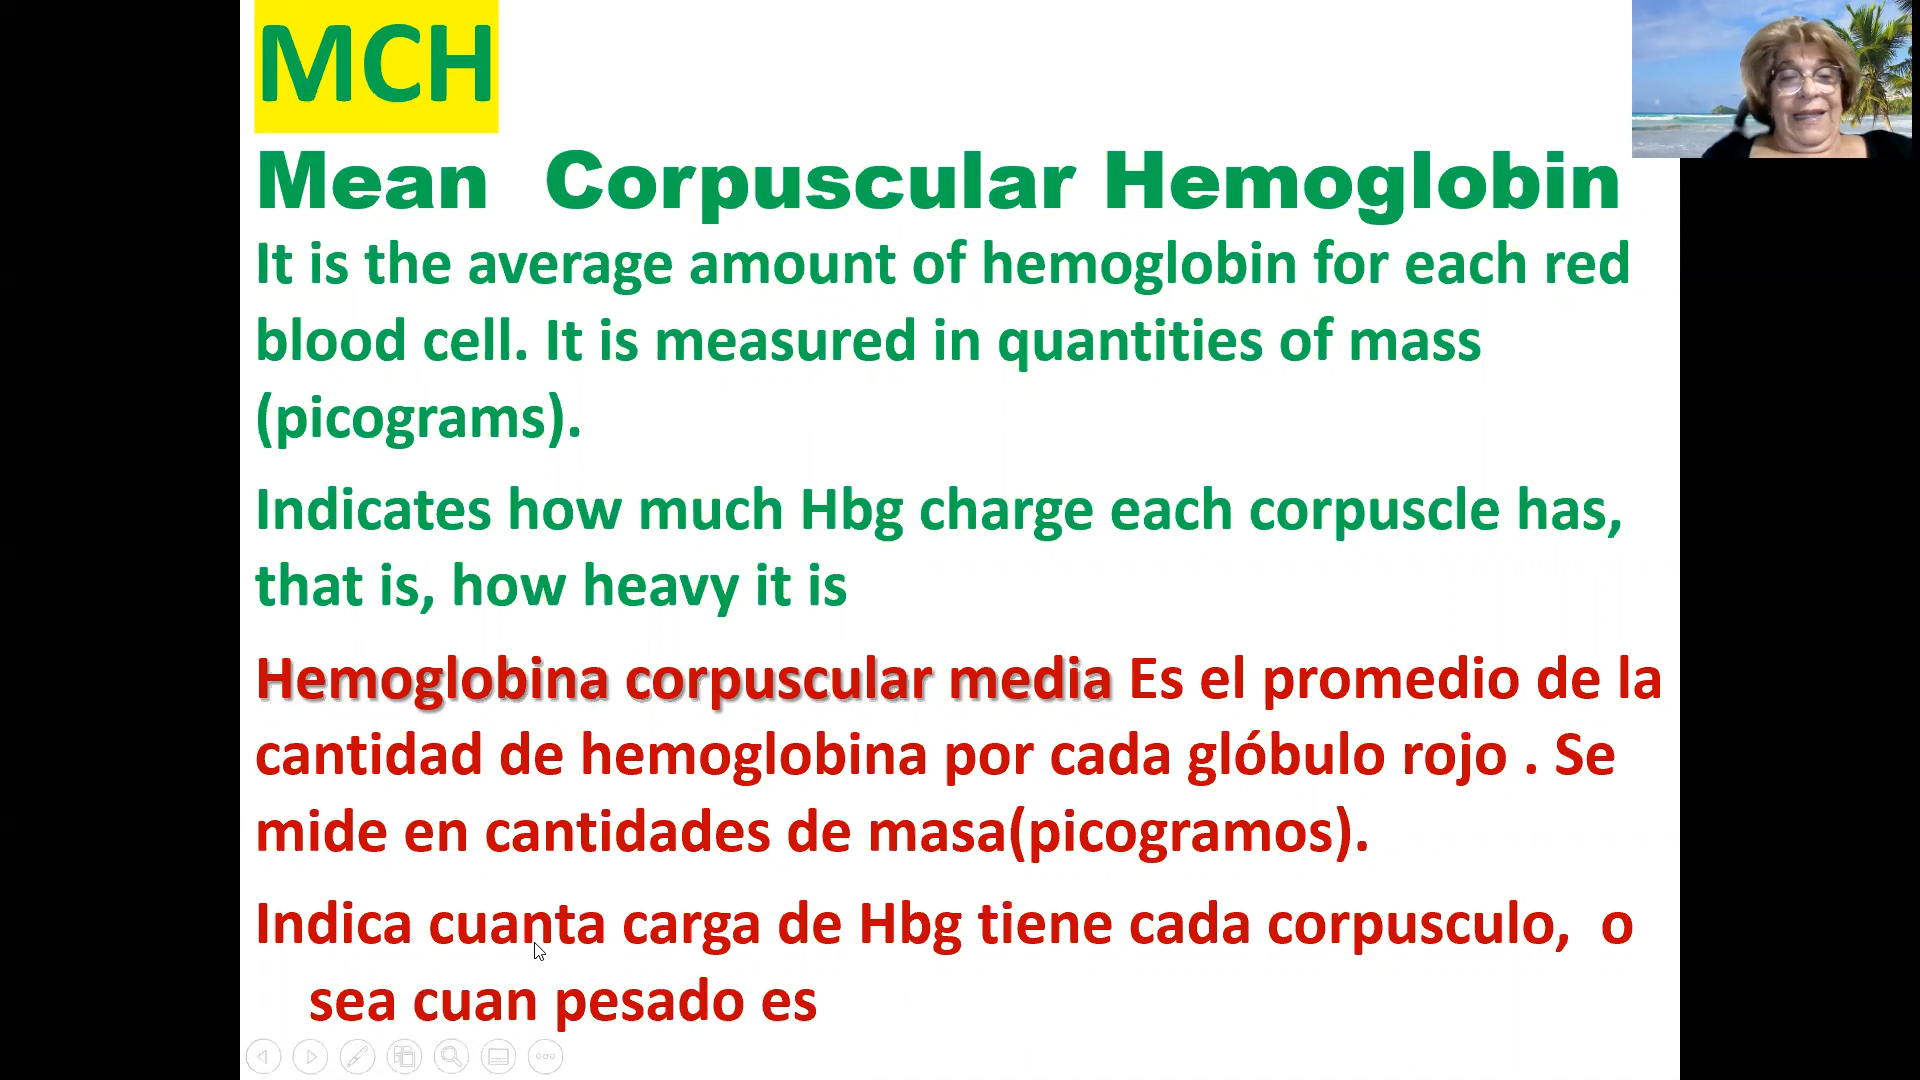 MCH
Mean Corpuscular Hemoglobin
It is the average amount of hemoglobin for each red
blood cell. It is measured in quantities of mass
(picograms).
Indicates how much Hbg charge each corpuscle has,
that is, how heavy it is
Hemoglobina corpuscular media Es el promedio de la
cantidad de hemoglobina por cada glóbulo rojo . Se
mide en cantidades de masa(picogramos).
Indica cuanta carga de Hbg tiene cada corpusculo, o
sea cuan pesado es